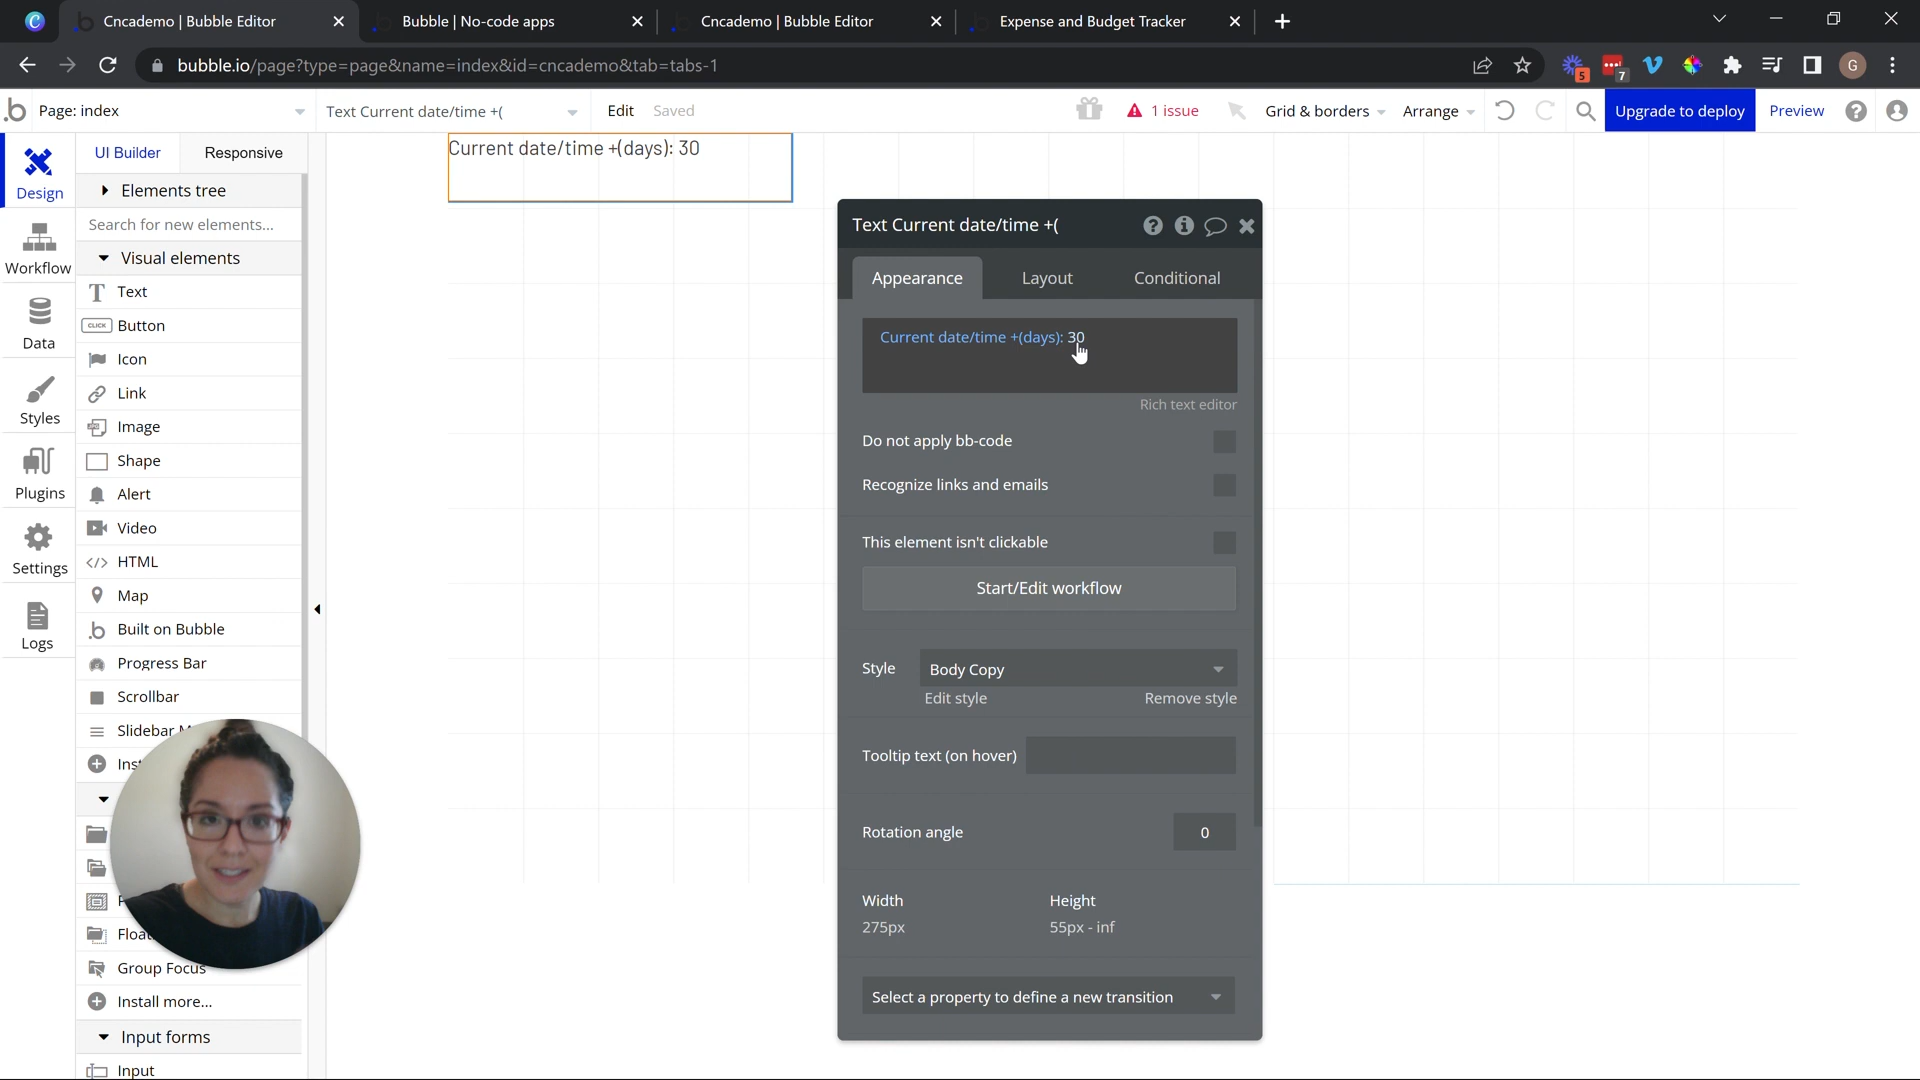 Cncademo | Bubble Editor
Bubble | No-code apps
Cncademo | Bubble Editor
Expense and Budget Tracker
bubble.io/page?type=page&name=index&id=cncademo&tab=tabs-1
5
7
G
Page: index
Text Current date/time +(
Edit
Saved
1 issue
Grid & borders
Arrange
Upgrade to deploy
Preview
Design
Workflow
Data
Styles
Plugins
Settings
Logs
UI Builder
Responsive
Elements tree
Search for new elements...
Visual elements
Text
CLICK
Button
Icon
Link
Image
Shape
Alert
Video
HTML
Map
Built on Bubble
Progress Bar
Scrollbar
Slidebar
Group Focus
Install more...
Input forms
Input
Current date/time +(days): 30
Text Current date/time +(
Appearance
Layout
Conditional
Current date/time +(days): 30
Rich text editor
Do not apply bb-code
Recognize links and emails
This element isn't clickable
Start/Edit workflow
Style
Body Copy
Edit style
Remove style
Tooltip text (on hover)
Rotation angle
0
Width
Height
275px
55px - inf
Select a property to define a new transition